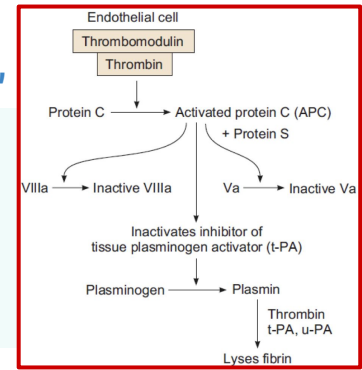 Endothelial cell
Thrombomodulin
Thrombin
Protein C
Activated protein C (APC)
+ Protein S
VIIIa
Inactive VIIIa
Va
Inactive Va
Inactivates inhibitor of
tissue plasminogen activator (t-PA)
Plasminogen
Plasmin
Thrombin
t-PA, u-PA
Lyses fibrin